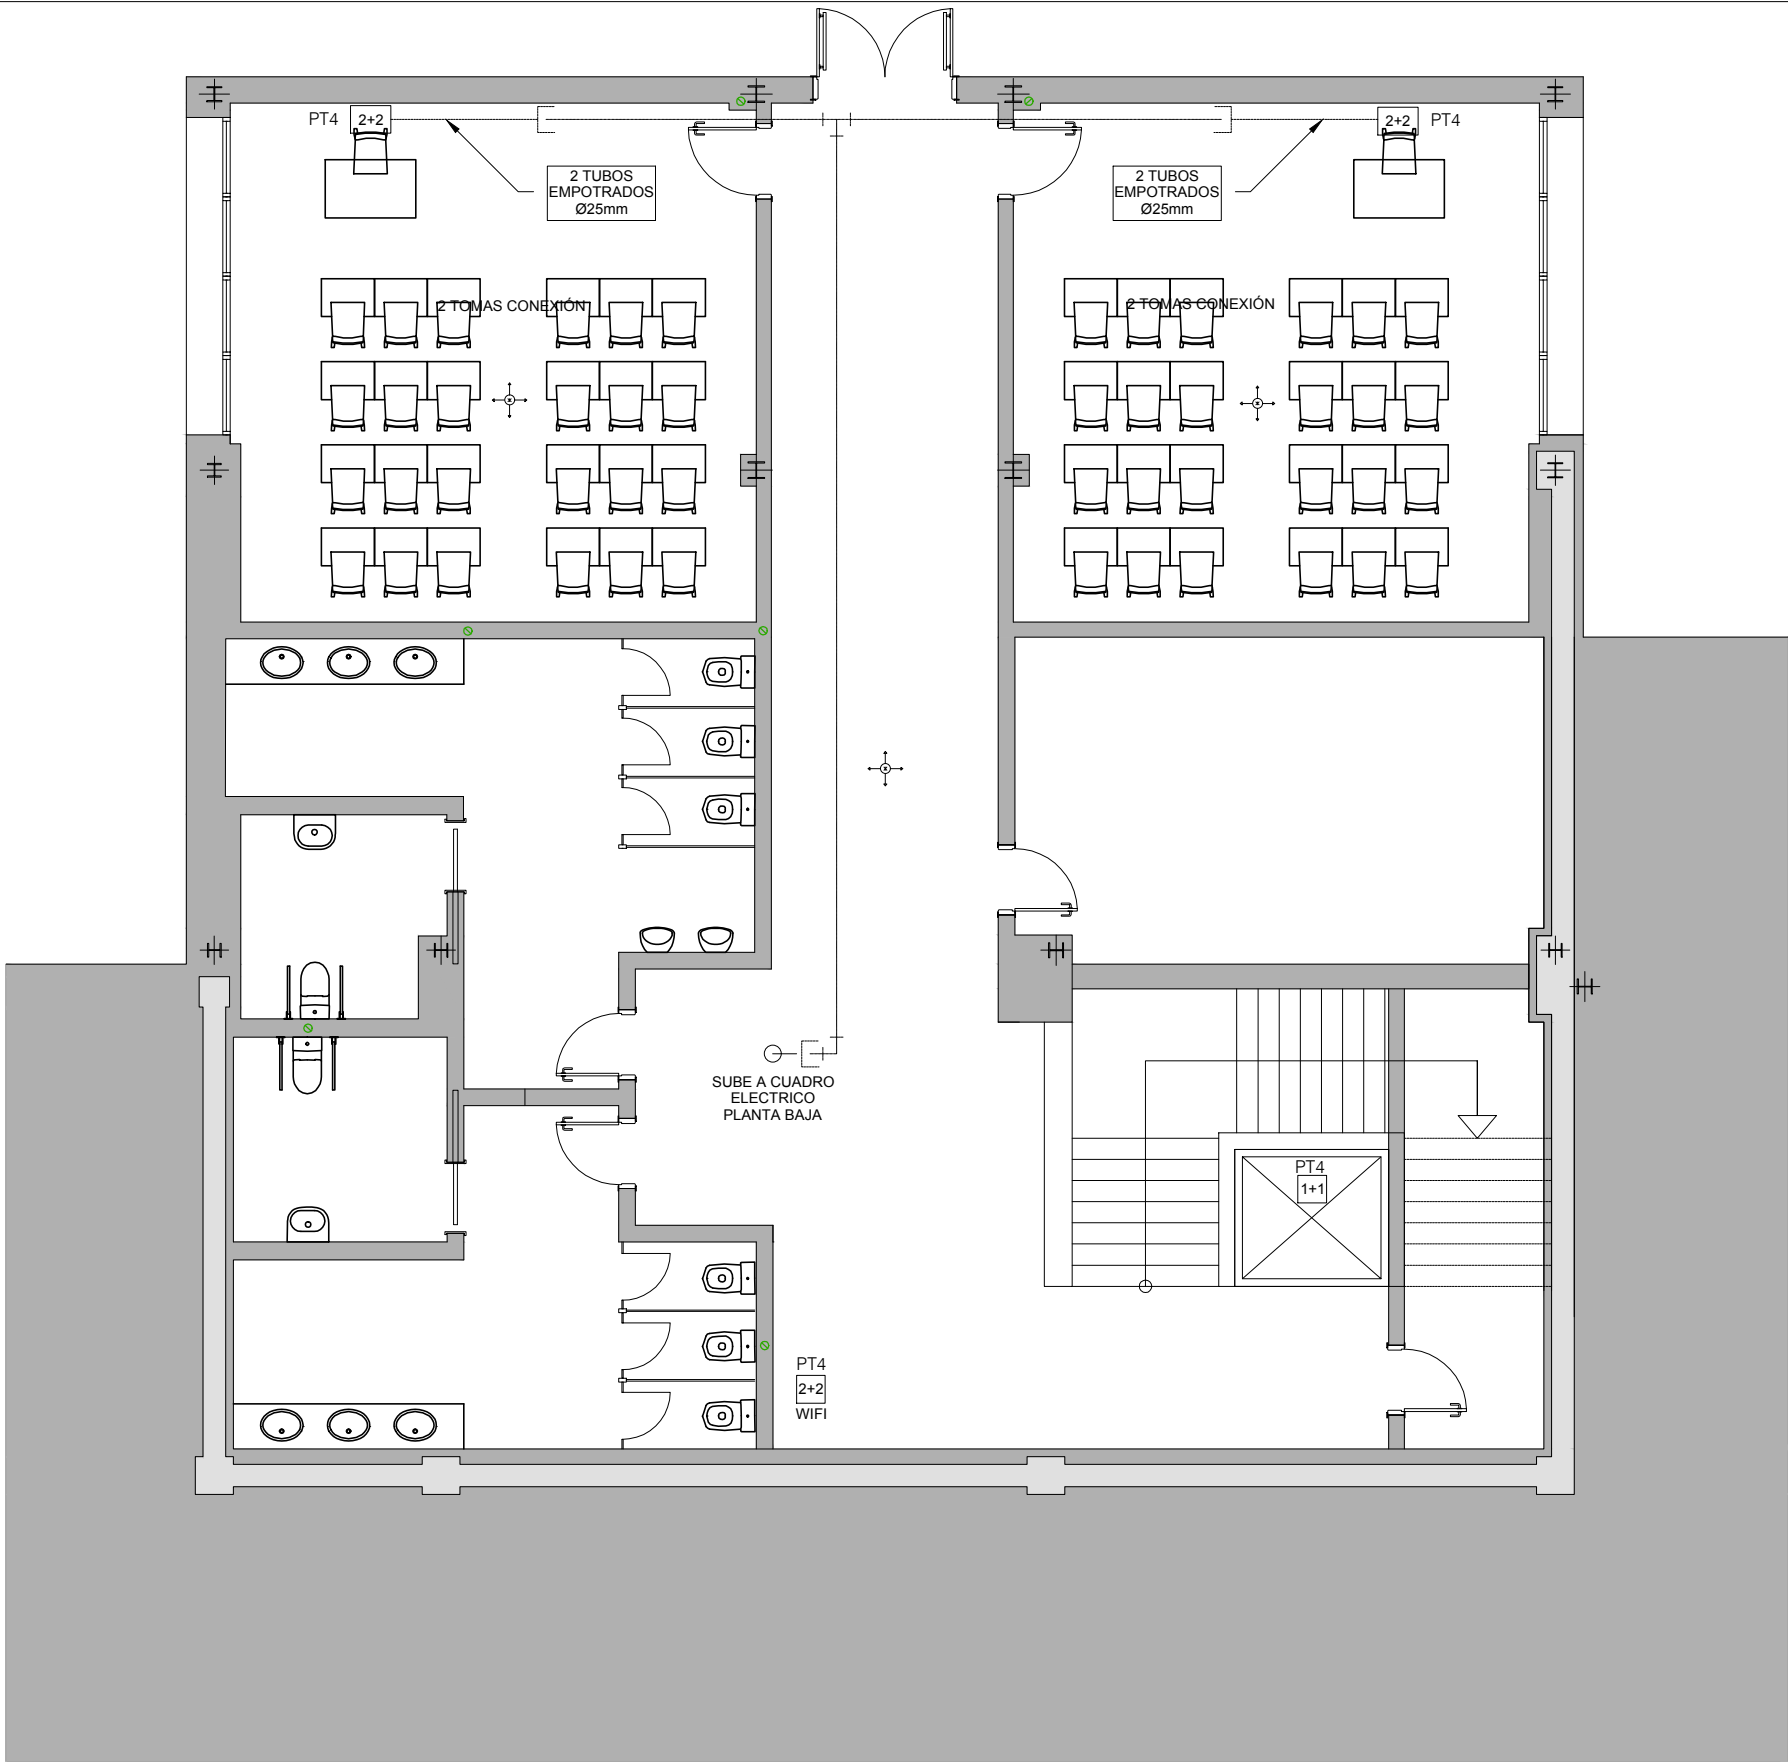 PT4
2+2
2+2
PT4
2 TUBOS
EMPOTRADOS
Ø25mm
2 TUBOS
EMPOTRADOS
Ø25mm
2 TOMAS CONEXIÓN
2 TOMAS CONEXIÓN
SUBE A CUADRO
ELECTRICO
PLANTA BAJA
PT4
1+1
PT4
2+2
WIFI